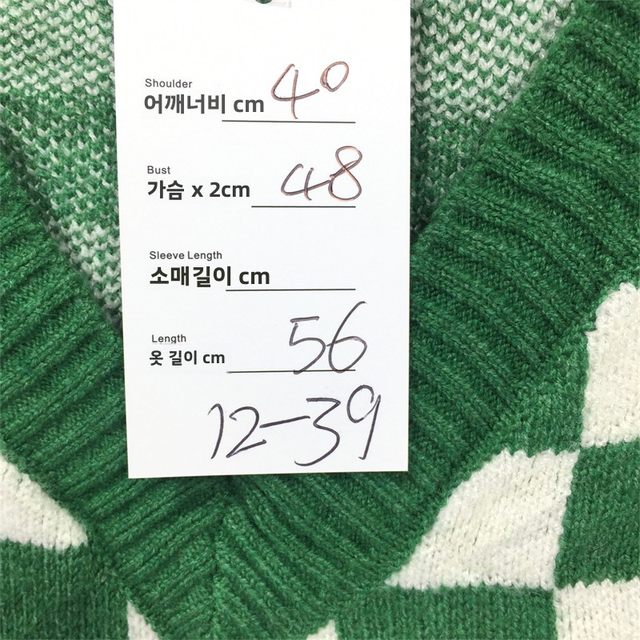 Shoulder
어깨너비 cm 40
Bust
가슴 x 2cm 48
Sleeve Length
소매길이 cm
Length
옷 길이 cm 56
12-39